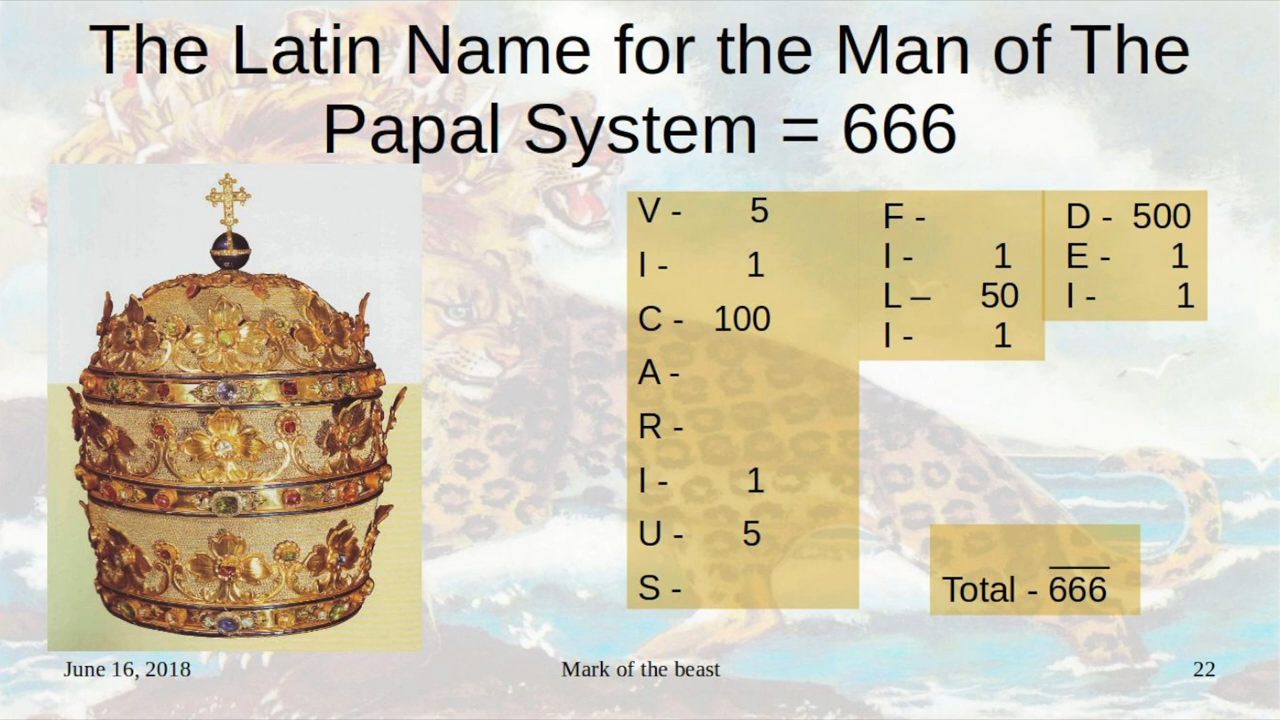 The Latin Name for the Man of The
Papal System = 666
V - 5
I - 1
C - 100
A -
R -
I - 1
U - 5
S -
F -
I - 1
L – 50
I - 1
D - 500
E - 1
I - 1
Total - 666
June 16, 2018
Mark of the beast
22